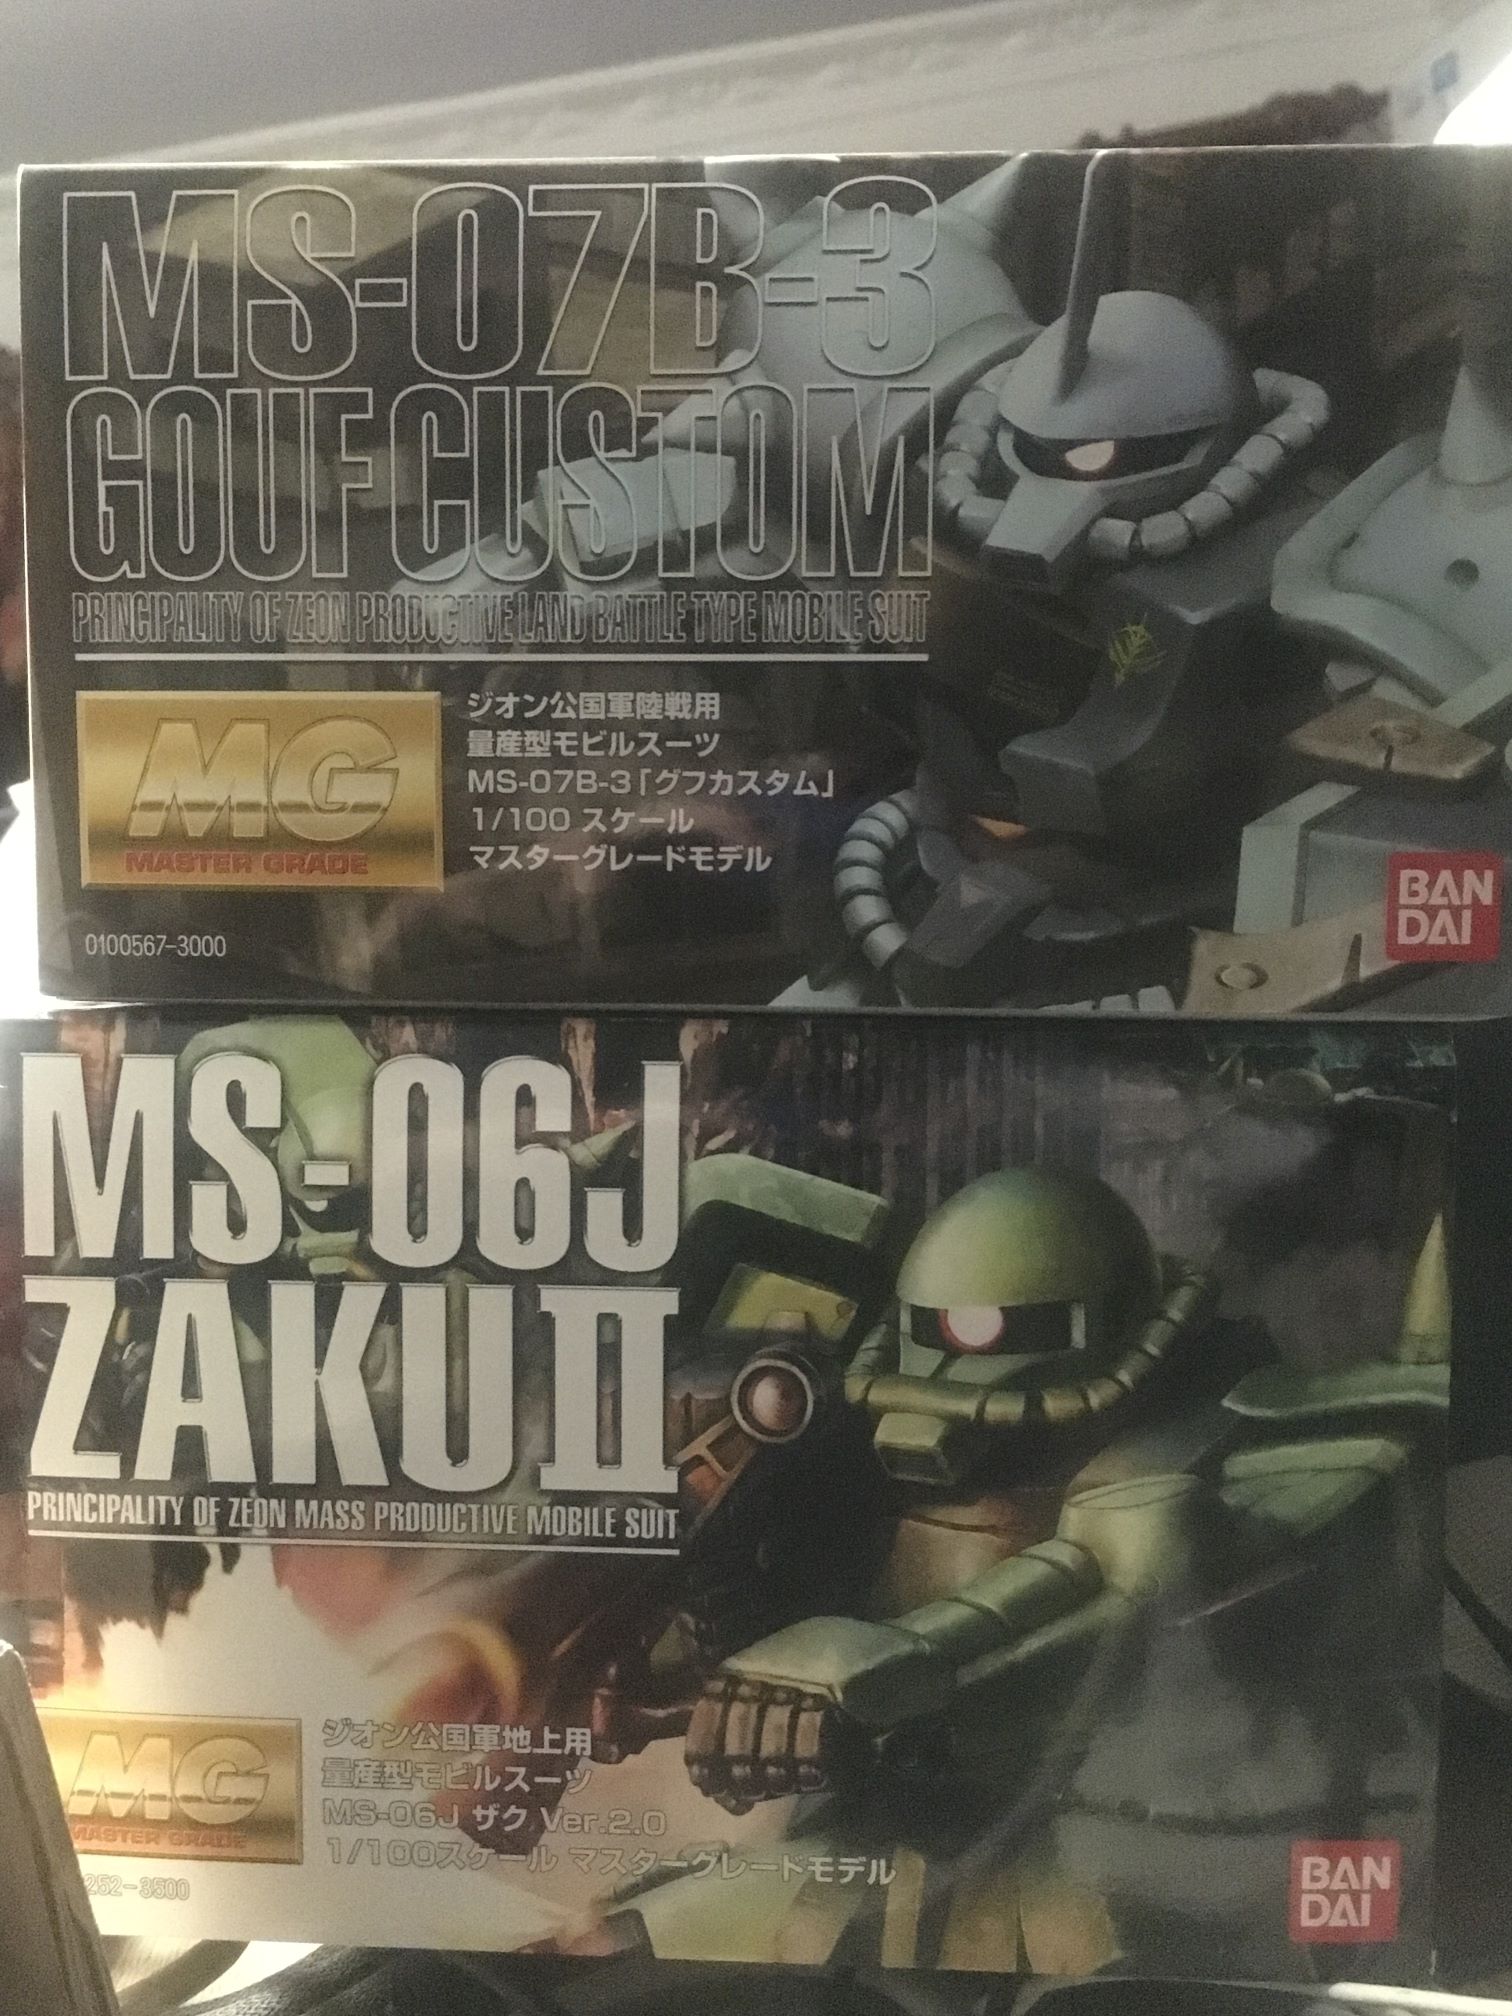 MS-07B-3
GOUF CUSTOM
PRINCIPALITY OF ZEON PRODUCTIVE LAND BATTLE TYPE MOBILE SUIT
MG
MASTER GRADE
ジオン公国軍陸戦用
量産型モビルスーツ
MS-07B-3「グフカスタム」
1/100 スケール
マスターグレードモデル
0100567-3000
BAN
DAI
MS-06J
ZAKU II
PRINCIPALITY OF ZEON MASS PRODUCTIVE MOBILE SUIT
MG
MASTER GRADE
ジオン公国軍地上用
量産型モビルスーツ
MS-06J ザク Ver.2.0
1/100スケール マスターグレードモデル
252-3500
BAN
DAI